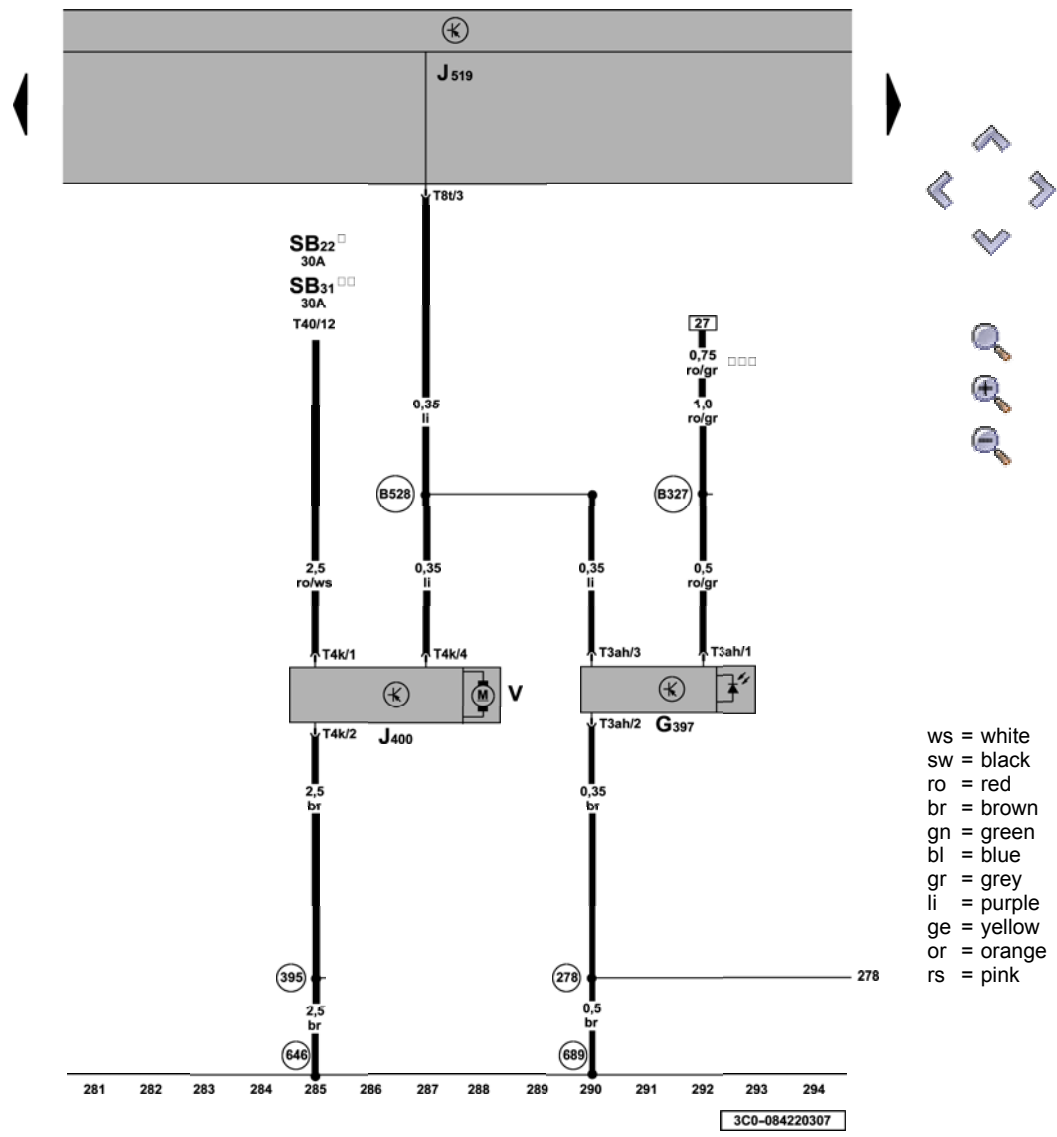 J519
T8t/3
SB22
30A
SB31
30A
T40/12
27
0,75
ro/gr
0,35
li
1,0
ro/gr
B528
B327
2,5
ro/ws
0,35
li
0,35
li
0,5
ro/gr
T4k/1
T4k/4
T3ah/3
T3ah/1
M
V
T4k/2
J400
T3ah/2
G397
ws = white
sw = black
ro = red
br = brown
gn = green
bl = blue
gr = grey
li = purple
ge = yellow
or = orange
rs = pink
2,5
br
0,35
br
395
278
278
2,5
br
0,5
br
646
689
281 282 283 284 285 286 287 288 289 290 291 292 293 294
3C0-084220307